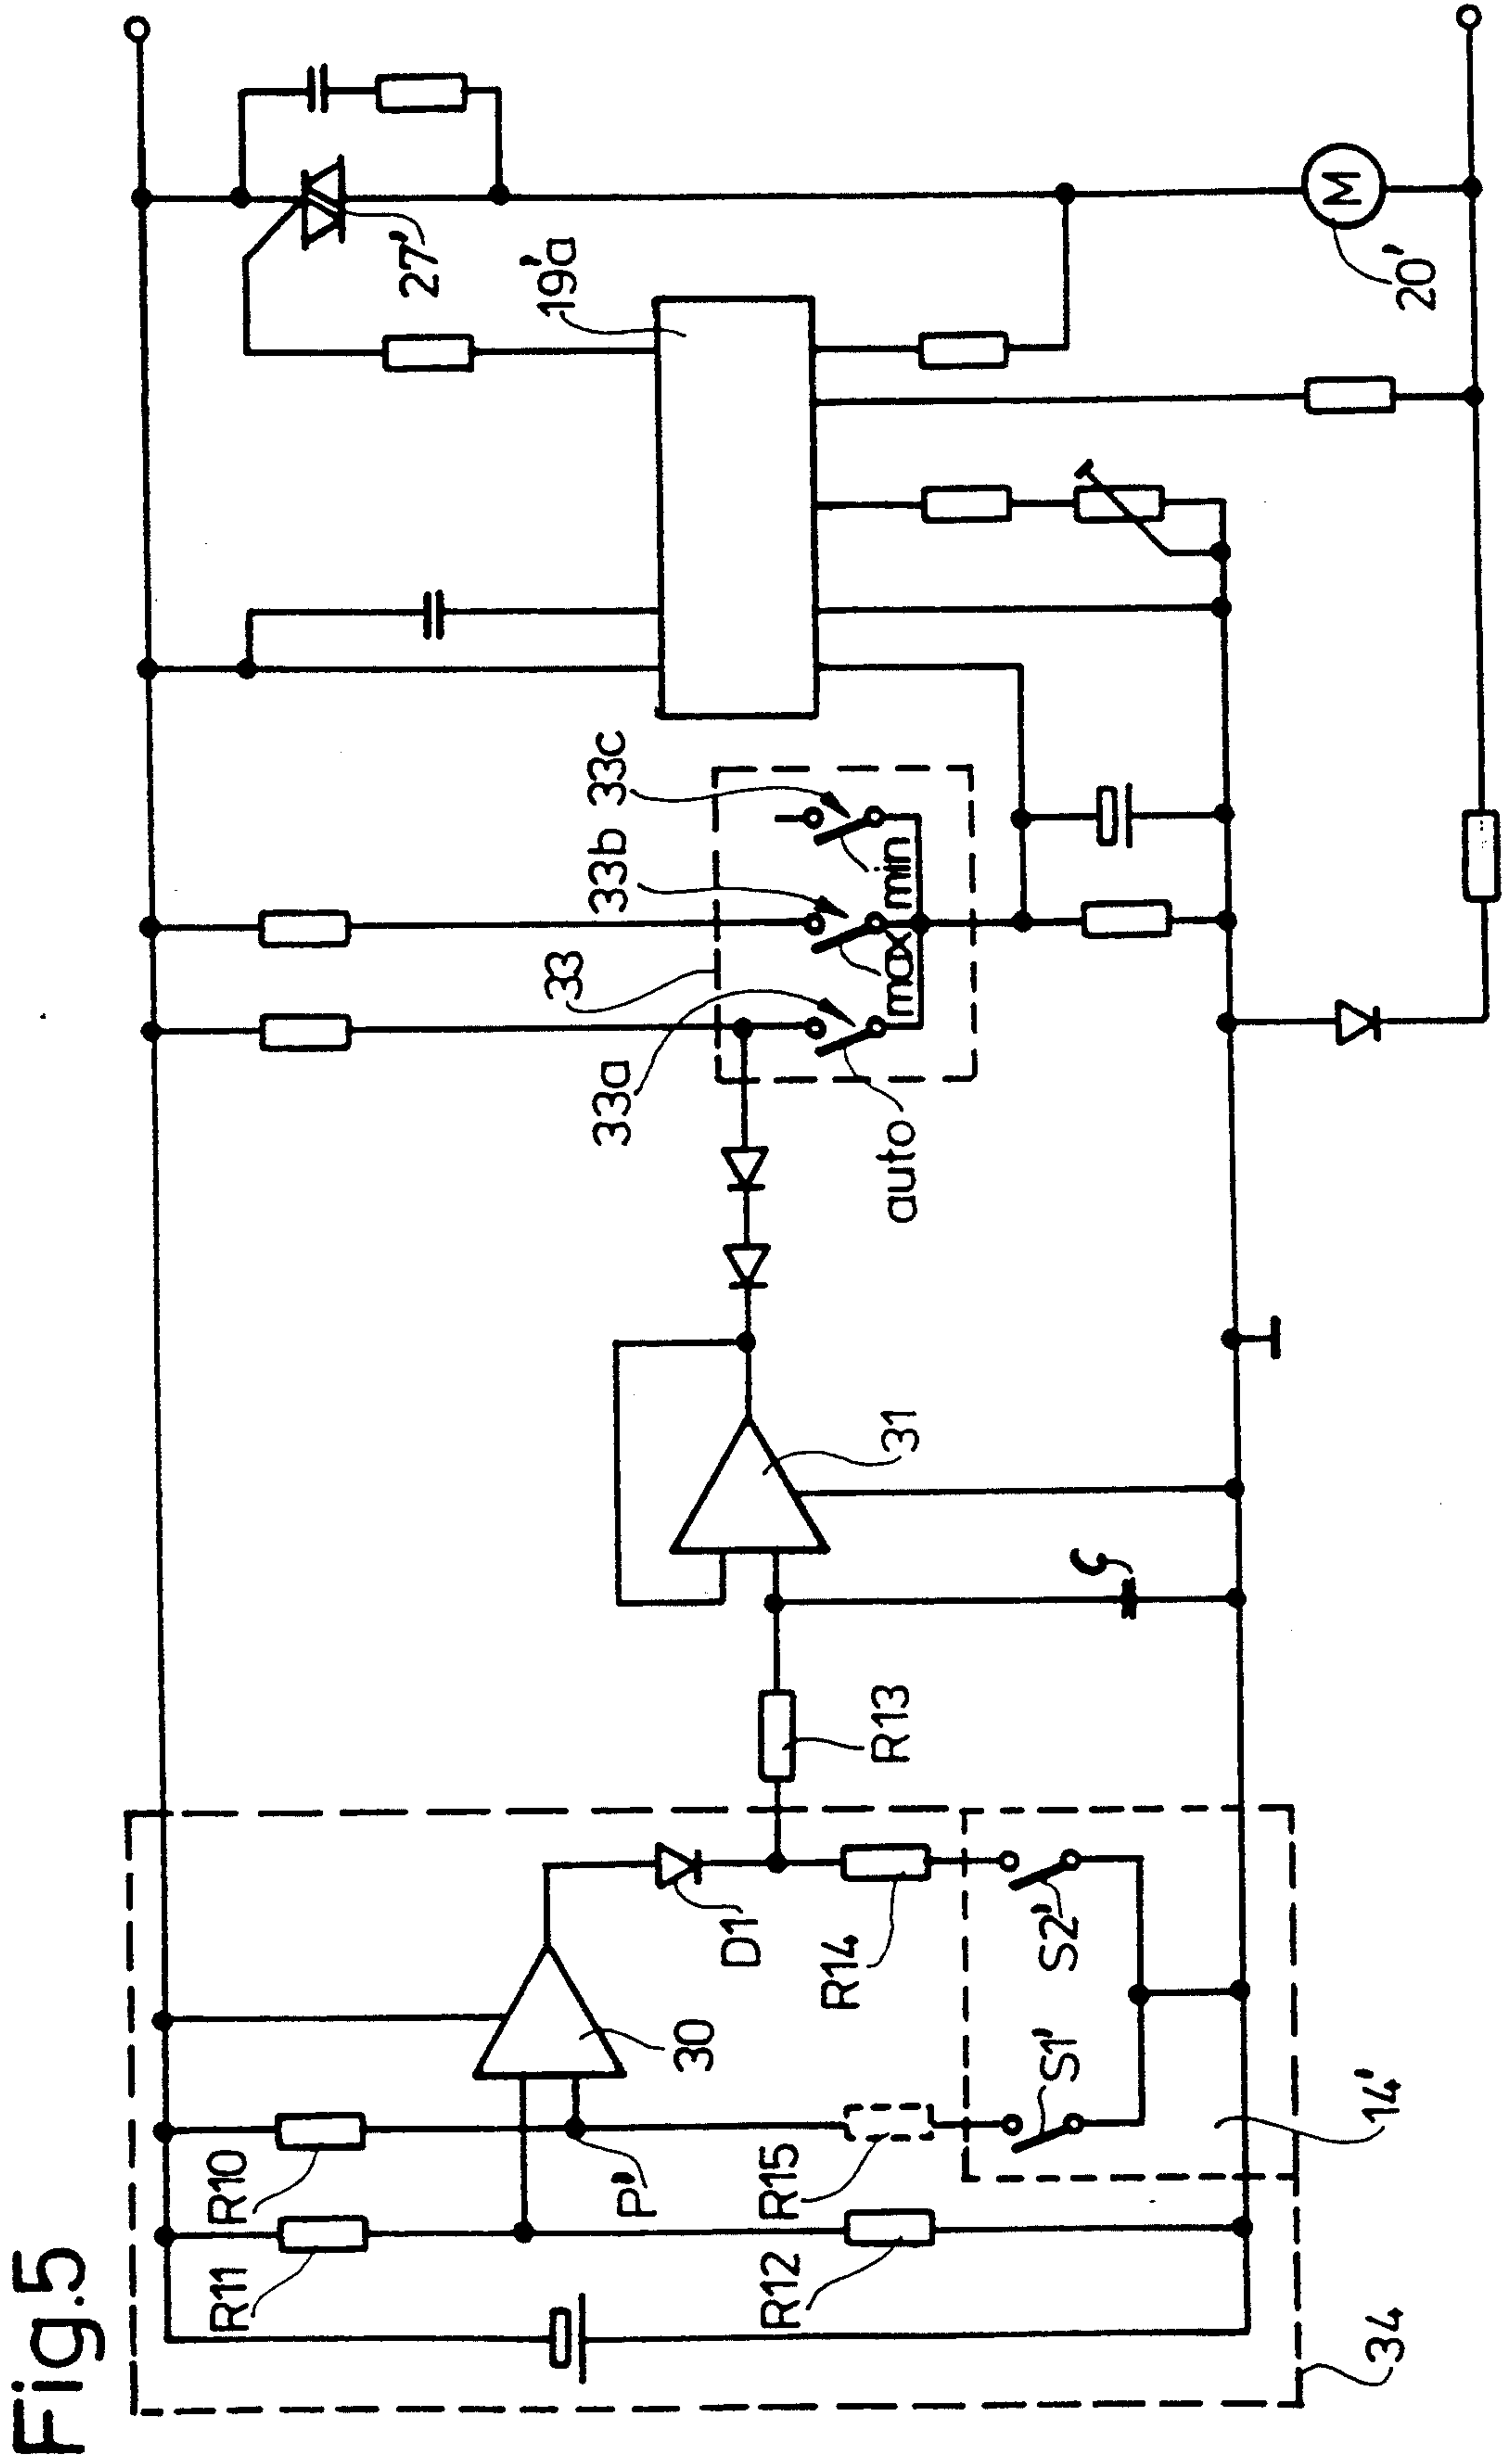 Fig.5
R11
R10
R12
R15
P'
30
D1
R14
S1'
S2'
14'
34
R13
C
31
auto
33a
33
33b
33c
max
min
19'a
27'
M
20'